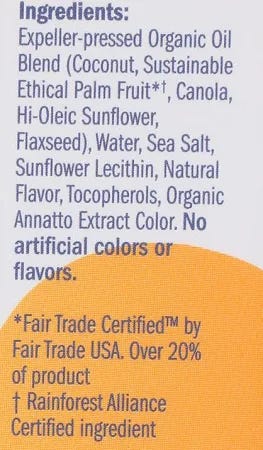 Ingredients:
Expeller-pressed Organic Oil
Blend (Coconut, Sustainable
Ethical Palm Fruit*†, Canola,
Hi-Oleic Sunflower,
Flaxseed), Water, Sea Salt,
Sunflower Lecithin, Natural
Flavor, Tocopherols, Organic
Annatto Extract Color. No
artificial colors or
flavors.
*Fair Trade Certified™ by
Fair Trade USA. Over 20%
of product
† Rainforest Alliance
Certified ingredient